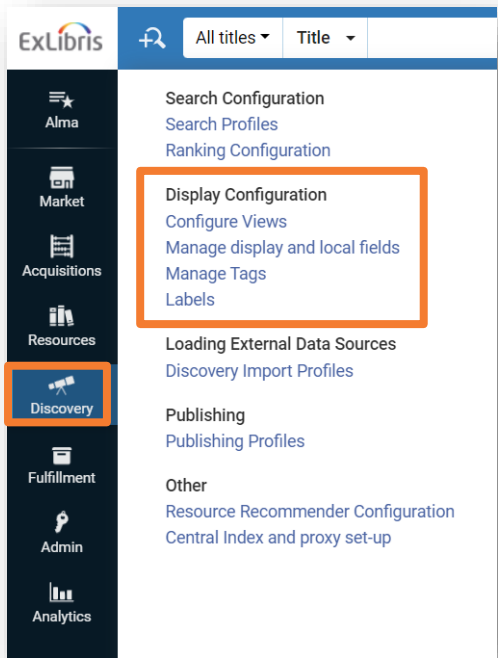 ExLibris
All titles
Title
Alma
Market
Acquisitions
Resources
Discovery
Fulfillment
Admin
Analytics
Search Configuration
Search Profiles
Ranking Configuration
Display Configuration
Configure Views
Manage display and local fields
Manage Tags
Labels
Loading External Data Sources
Discovery Import Profiles
Publishing
Publishing Profiles
Other
Resource Recommender Configuration
Central Index and proxy set-up